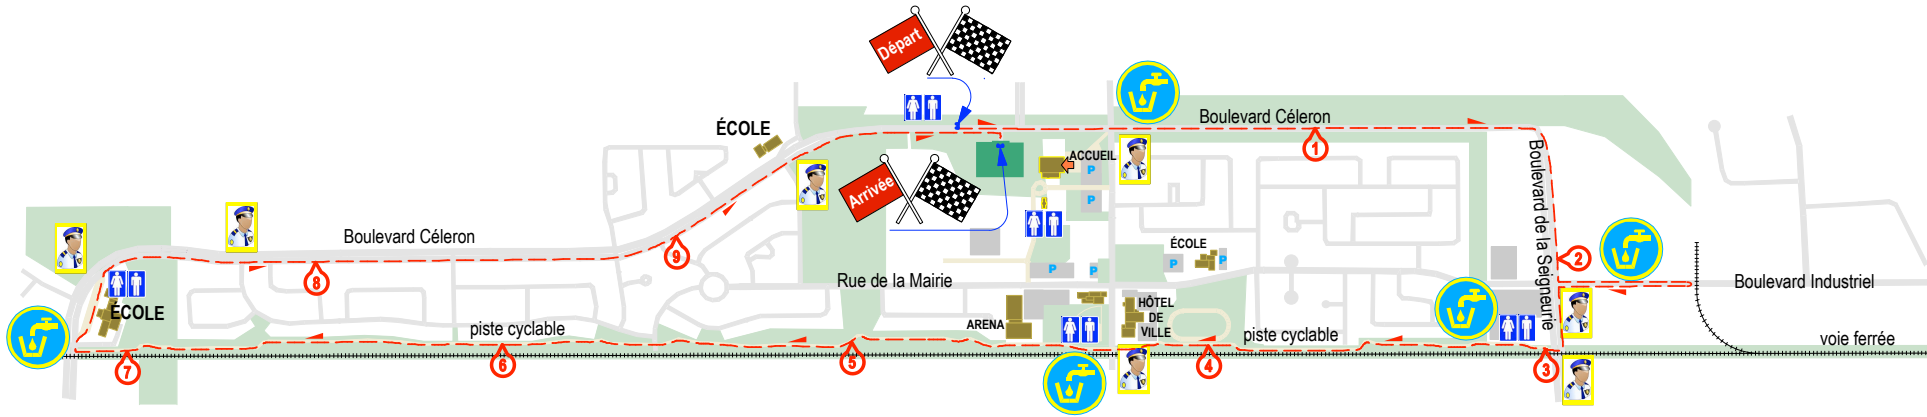 Départ
ÉCOLE
Boulevard Céleron
1
ACCUEIL
P
P
Arrivée
Boulevard de la Seigneurie
Boulevard Céleron
8
9
ÉCOLE
P
P
P
P
2
Rue de la Mairie
Boulevard Industriel
ÉCOLE
ARENA
HÔTEL
DE
VILLE
piste cyclable
piste cyclable
voie ferrée
7
6
5
4
3